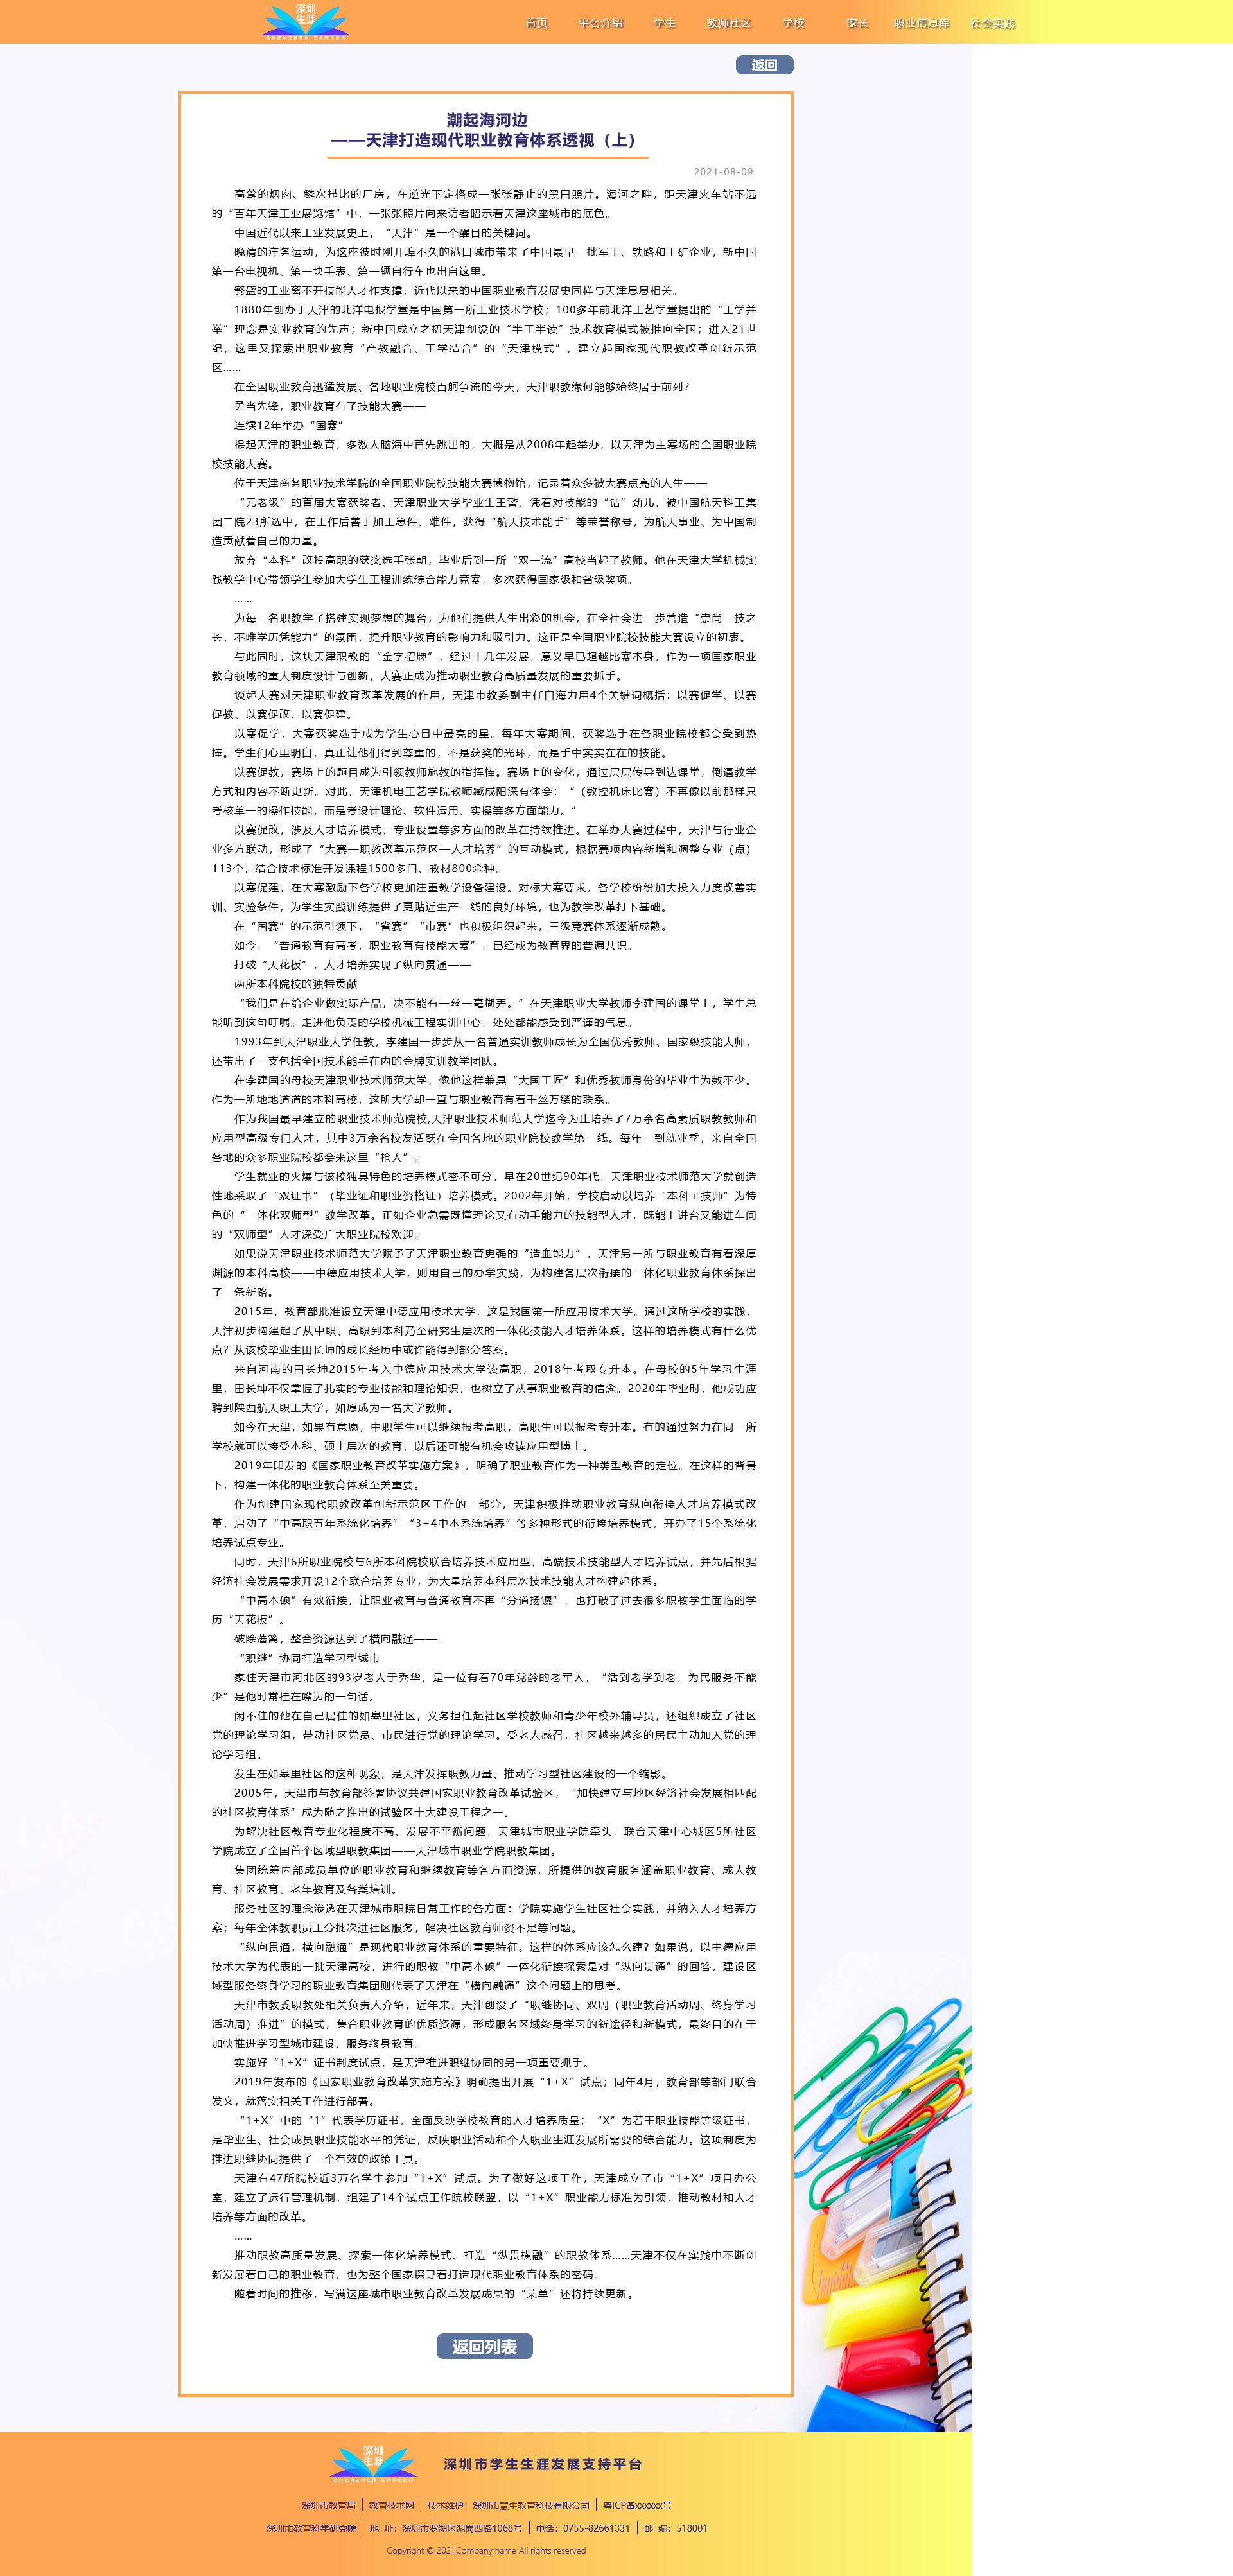 深圳
生涯
SHENZHEN CAREER
首页 平台介绍 学生 教师社区 学校 家长 职业信息库 社会实践
返回
潮起海河边
——天津打造现代职业教育体系透视（上）
2021-08-09
高耸的烟囱、鳞次栉比的厂房，在逆光下定格成一张张静止的黑白照片。海河之畔，距天津火车站不远
的“百年天津工业展览馆”中，一张张照片向来访者昭示着天津这座城市的底色。
中国近代以来工业发展史上，“天津”是一个醒目的关键词。
晚清的洋务运动，为这座彼时刚开埠不久的港口城市带来了中国最早一批军工、铁路和工矿企业，新中国
第一台电视机、第一块手表、第一辆自行车也出自这里。
繁盛的工业离不开技能人才作支撑，近代以来的中国职业教育发展史同样与天津息息相关。
1880年创办于天津的北洋电报学堂是中国第一所工业技术学校；100多年前北洋工艺学堂提出的“工学并
举”理念是实业教育的先声；新中国成立之初天津创设的“半工半读”技术教育模式被推向全国；进入21世
纪，这里又探索出职业教育“产教融合、工学结合”的“天津模式”，建立起国家现代职教改革创新示范
区……
在全国职业教育迅猛发展、各地职业院校百舸争流的今天，天津职教缘何能够始终居于前列？
勇当先锋，职业教育有了技能大赛——
连续12年举办“国赛”
提起天津的职业教育，多数人脑海中首先跳出的，大概是从2008年起举办，以天津为主赛场的全国职业院
校技能大赛。
位于天津商务职业技术学院的全国职业院校技能大赛博物馆，记录着众多被大赛点亮的人生——
“元老级”的首届大赛获奖者、天津职业大学毕业生王警，凭着对技能的“钻”劲儿，被中国航天科工集
团二院23所选中，在工作后善于加工急件、难件，获得“航天技术能手”等荣誉称号，为航天事业、为中国制
造贡献着自己的力量。
放弃“本科”改投高职的获奖选手张朝，毕业后到一所“双一流”高校当起了教师。他在天津大学机械实
践教学中心带领学生参加大学生工程训练综合能力竞赛，多次获得国家级和省级奖项。
……
为每一名职教学子搭建实现梦想的舞台，为他们提供人生出彩的机会，在全社会进一步营造“崇尚一技之
长，不唯学历凭能力”的氛围，提升职业教育的影响力和吸引力。这正是全国职业院校技能大赛设立的初衷。
与此同时，这块天津职教的“金字招牌”，经过十几年发展，意义早已超越比赛本身，作为一项国家职业
教育领域的重大制度设计与创新，大赛正成为推动职业教育高质量发展的重要抓手。
谈起大赛对天津职业教育改革发展的作用，天津市教委副主任白海力用4个关键词概括：以赛促学、以赛
促教、以赛促改、以赛促建。
以赛促学，大赛获奖选手成为学生心目中最亮的星。每年大赛期间，获奖选手在各职业院校都会受到热
捧。学生们心里明白，真正让他们得到尊重的，不是获奖的光环，而是手中实实在在的技能。
以赛促教，赛场上的题目成为引领教师施教的指挥棒。赛场上的变化，通过层层传导到达课堂，倒逼教学
方式和内容不断更新。对此，天津机电工艺学院教师臧成阳深有体会：“（数控机床比赛）不再像以前那样只
考核单一的操作技能，而是考设计理论、软件运用、实操等多方面能力。”
以赛促改，涉及人才培养模式、专业设置等多方面的改革在持续推进。在举办大赛过程中，天津与行业企
业多方联动，形成了“大赛—职教改革示范区—人才培养”的互动模式，根据赛项内容新增和调整专业（点）
113个，结合技术标准开发课程1500多门、教材800余种。
以赛促建，在大赛激励下各学校更加注重教学设备建设。对标大赛要求，各学校纷纷加大投入力度改善实
训、实验条件，为学生实践训练提供了更贴近生产一线的良好环境，也为教学改革打下基础。
在“国赛”的示范引领下，“省赛”“市赛”也积极组织起来，三级竞赛体系逐渐成熟。
如今，“普通教育有高考，职业教育有技能大赛”，已经成为教育界的普遍共识。
打破“天花板”，人才培养实现了纵向贯通——
两所本科院校的独特贡献
“我们是在给企业做实际产品，决不能有一丝一毫糊弄。”在天津职业大学教师李建国的课堂上，学生总
能听到这句叮嘱。走进他负责的学校机械工程实训中心，处处都能感受到严谨的气息。
1993年到天津职业大学任教，李建国一步步从一名普通实训教师成长为全国优秀教师、国家级技能大师，
还带出了一支包括全国技术能手在内的金牌实训教学团队。
在李建国的母校天津职业技术师范大学，像他这样兼具“大国工匠”和优秀教师身份的毕业生为数不少。
作为一所地地道道的本科高校，这所大学却一直与职业教育有着千丝万缕的联系。
作为我国最早建立的职业技术师范院校,天津职业技术师范大学迄今为止培养了7万余名高素质职教教师和
应用型高级专门人才，其中3万余名校友活跃在全国各地的职业院校教学第一线。每年一到就业季，来自全国
各地的众多职业院校都会来这里“抢人”。
学生就业的火爆与该校独具特色的培养模式密不可分，早在20世纪90年代，天津职业技术师范大学就创造
性地采取了“双证书”（毕业证和职业资格证）培养模式。2002年开始，学校启动以培养“本科＋技师”为特
色的“一体化双师型”教学改革。正如企业急需既懂理论又有动手能力的技能型人才，既能上讲台又能进车间
的“双师型”人才深受广大职业院校欢迎。
如果说天津职业技术师范大学赋予了天津职业教育更强的“造血能力”，天津另一所与职业教育有着深厚
渊源的本科高校——中德应用技术大学，则用自己的办学实践，为构建各层次衔接的一体化职业教育体系探出
了一条新路。
2015年，教育部批准设立天津中德应用技术大学，这是我国第一所应用技术大学。通过这所学校的实践，
天津初步构建起了从中职、高职到本科乃至研究生层次的一体化技能人才培养体系。这样的培养模式有什么优
点？从该校毕业生田长坤的成长经历中或许能得到部分答案。
来自河南的田长坤2015年考入中德应用技术大学读高职，2018年考取专升本。在母校的5年学习生涯
里，田长坤不仅掌握了扎实的专业技能和理论知识，也树立了从事职业教育的信念。2020年毕业时，他成功应
聘到陕西航天职工大学，如愿成为一名大学教师。
如今在天津，如果有意愿，中职学生可以继续报考高职，高职生可以报考专升本。有的通过努力在同一所
学校就可以接受本科、硕士层次的教育，以后还可能有机会攻读应用型博士。
2019年印发的《国家职业教育改革实施方案》，明确了职业教育作为一种类型教育的定位。在这样的背景
下，构建一体化的职业教育体系至关重要。
作为创建国家现代职教改革创新示范区工作的一部分，天津积极推动职业教育纵向衔接人才培养模式改
革，启动了“中高职五年系统化培养”“3+4中本系统培养”等多种形式的衔接培养模式，开办了15个系统化
培养试点专业。
同时，天津6所职业院校与6所本科院校联合培养技术应用型、高端技术技能型人才培养试点，并先后根据
经济社会发展需求开设12个联合培养专业，为大量培养本科层次技术技能人才构建起体系。
“中高本硕”有效衔接，让职业教育与普通教育不再“分道扬镳”，也打破了过去很多职教学生面临的学
历“天花板”。
破除藩篱，整合资源达到了横向融通——
“职继”协同打造学习型城市
家住天津市河北区的93岁老人于秀华，是一位有着70年党龄的老军人，“活到老学到老，为民服务不能
少”是他时常挂在嘴边的一句话。
闲不住的他在自己居住的如皋里社区，义务担任起社区学校教师和青少年校外辅导员，还组织成立了社区
党的理论学习组，带动社区党员、市民进行党的理论学习。受老人感召，社区越来越多的居民主动加入党的理
论学习组。
发生在如皋里社区的这种现象，是天津发挥职教力量、推动学习型社区建设的一个缩影。
2005年，天津市与教育部签署协议共建国家职业教育改革试验区，“加快建立与地区经济社会发展相匹配
的社区教育体系”成为随之推出的试验区十大建设工程之一。
为解决社区教育专业化程度不高、发展不平衡问题，天津城市职业学院牵头，联合天津中心城区5所社区
学院成立了全国首个区域型职教集团——天津城市职业学院职教集团。
集团统筹内部成员单位的职业教育和继续教育等各方面资源，所提供的教育服务涵盖职业教育、成人教
育、社区教育、老年教育及各类培训。
服务社区的理念渗透在天津城市职院日常工作的各方面：学院实施学生社区社会实践，并纳入人才培养方
案；每年全体教职员工分批次进社区服务，解决社区教育师资不足等问题。
“纵向贯通，横向融通”是现代职业教育体系的重要特征。这样的体系应该怎么建？如果说，以中德应用
技术大学为代表的一批天津高校，进行的职教“中高本硕”一体化衔接探索是对“纵向贯通”的回答，建设区
域型服务终身学习的职业教育集团则代表了天津在“横向融通”这个问题上的思考。
天津市教委职教处相关负责人介绍，近年来，天津创设了“职继协同、双周（职业教育活动周、终身学习
活动周）推进”的模式，集合职业教育的优质资源，形成服务区域终身学习的新途径和新模式，最终目的在于
加快推进学习型城市建设，服务终身教育。
实施好“1+X”证书制度试点，是天津推进职继协同的另一项重要抓手。
2019年发布的《国家职业教育改革实施方案》明确提出开展“1+X”试点；同年4月，教育部等部门联合
发文，就落实相关工作进行部署。
“1+X”中的“1”代表学历证书，全面反映学校教育的人才培养质量；“X”为若干职业技能等级证书，
是毕业生、社会成员职业技能水平的凭证，反映职业活动和个人职业生涯发展所需要的综合能力。这项制度为
推进职继协同提供了一个有效的政策工具。
天津有47所院校近3万名学生参加“1+X”试点。为了做好这项工作，天津成立了市“1+X”项目办公
室，建立了运行管理机制，组建了14个试点工作院校联盟，以“1+X”职业能力标准为引领，推动教材和人才
培养等方面的改革。
……
推动职教高质量发展、探索一体化培养模式、打造“纵贯横融”的职教体系……天津不仅在实践中不断创
新发展着自己的职业教育，也为整个国家探寻着打造现代职业教育体系的密码。
随着时间的推移，写满这座城市职业教育改革发展成果的“菜单”还将持续更新。
返回列表
深圳
生涯
SHENZHEN CAREER
深圳市学生生涯发展支持平台
深圳市教育局 教育技术网 技术维护：深圳市慧生教育科技有限公司 粤ICP备xxxxxx号
深圳市教育科学研究院 地 址：深圳市罗湖区泥岗西路1068号 电话：0755-82661331 邮 编：518001
Copyright © 2021.Company name All rights reserved